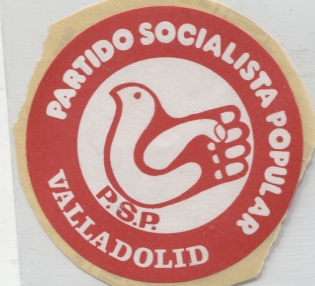 PARTIDO SOCIALISTA POPULAR
P.S.P.
VALLADOLID